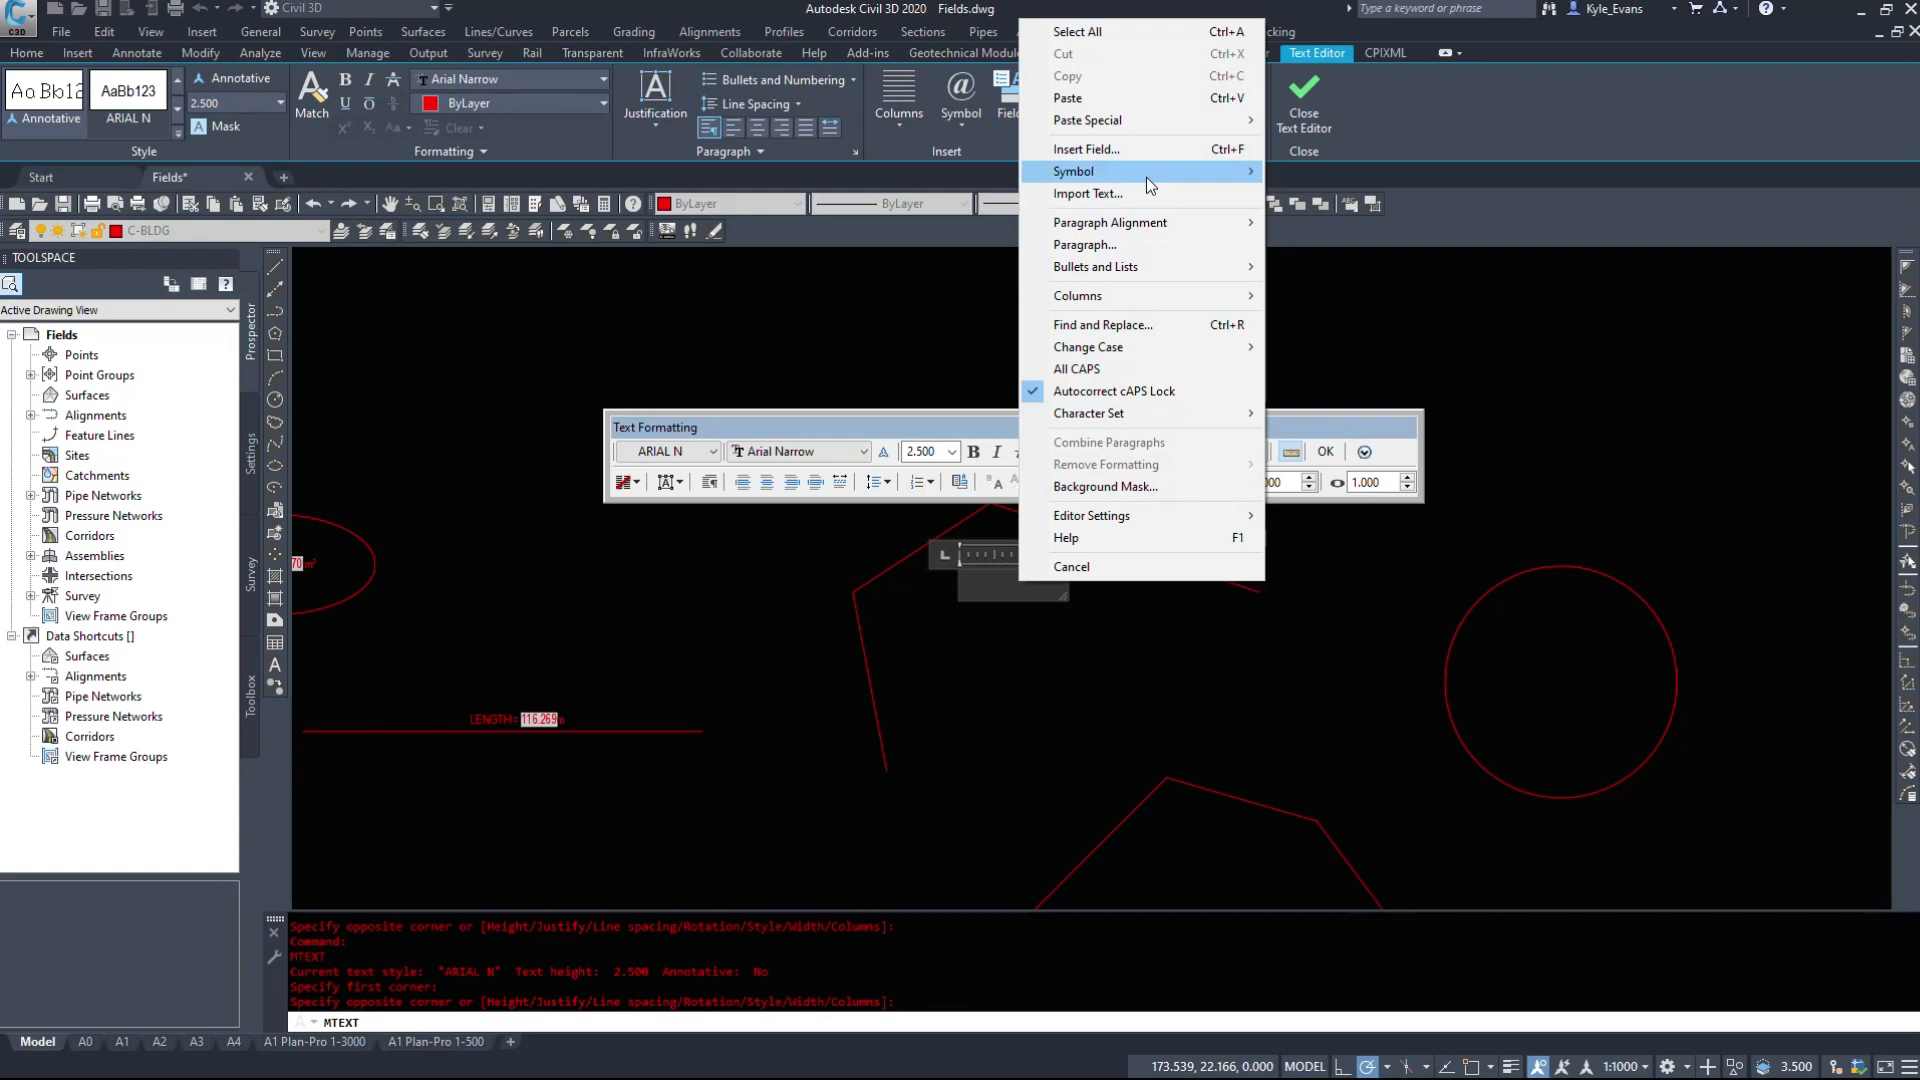 C3D
Civil 3D
Autodesk Civil 3D 2020 Fields.dwg
Type a keyword or phrase
Kyle_Evans
File Edit View Insert General Survey Points Surfaces Lines/Curves Parcels Grading Alignments Profiles Corridors Sections Pipes
Home Insert Annotate Modify Analyze View Manage Output Survey Rail Transparent InfraWorks Collaborate Help Add-ins Geotechnical Module Text Editor CPIXML
AaBb123 Annotative
2.500
Annotative ARIAL N Mask
Match Arial Narrow
ByLayer
Clear
Justification Bullets and Numbering
Line Spacing
Columns Symbol
Close
Text Editor
Style Formatting Paragraph Insert Close
Start Fields*
ByLayer ByLayer
C-BLDG
TOOLSPACE
Active Drawing View
Fields
Points
Point Groups
Surfaces
Alignments
Feature Lines
Sites
Catchments
Pipe Networks
Pressure Networks
Corridors
Assemblies
Intersections
Survey
View Frame Groups
Data Shortcuts []
Surfaces
Alignments
Pipe Networks
Pressure Networks
Corridors
View Frame Groups
Prospector
Settings
Survey
Toolbox
Select All Ctrl+A
Cut Ctrl+X
Copy Ctrl+C
Paste Ctrl+V
Paste Special
Insert Field... Ctrl+F
Symbol
Import Text...
Paragraph Alignment
Paragraph...
Bullets and Lists
Columns
Find and Replace... Ctrl+R
Change Case
All CAPS
Autocorrect cAPS Lock
Character Set
Combine Paragraphs
Remove Formatting
Background Mask...
Editor Settings
Help F1
Cancel
Text Formatting
ARIAL N Arial Narrow 2.500 B I OK
1.000
70 m²
LENGTH= 116.269m
Specify opposite corner or [Height/Justify/Line spacing/Rotation/Style/Width/Columns]:
Command:
MTEXT
Current text style: "ARIAL N" Text height: 2.500 Annotative: No
Specify first corner:
Specify opposite corner or [Height/Justify/Line spacing/Rotation/Style/Width/Columns]:
MTEXT
Model A0 A1 A2 A3 A4 A1 Plan-Pro 1-3000 A1 Plan-Pro 1-500
173.539, 22.166, 0.000 MODEL 1:1000 3.500